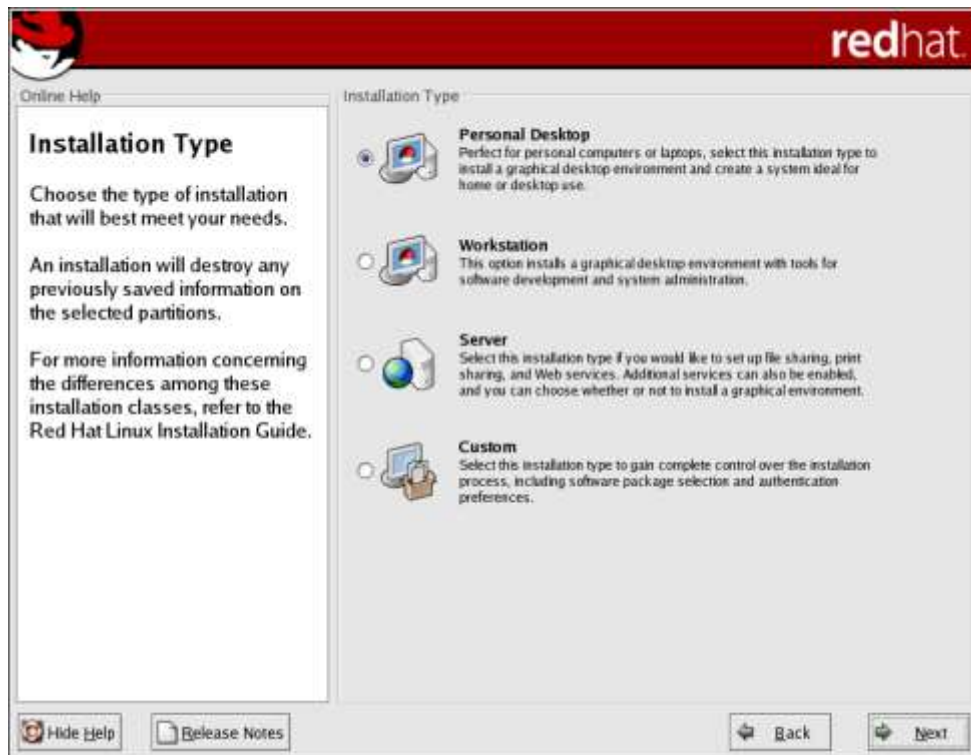 redhat.
Online Help
Installation Type
Choose the type of installation
that will best meet your needs.
An installation will destroy any
previously saved information on
the selected partitions.
For more information concerning
the differences among these
installation classes, refer to the
Red Hat Linux Installation Guide.
Installation Type
Personal Desktop
Perfect for personal computers or laptops, select this installation type to
install a graphical desktop environment and create a system ideal for
home or desktop use.
Workstation
This option installs a graphical desktop environment with tools for
software development and system administration.
Server
Select this installation type if you would like to set up file sharing, print
sharing, and Web services. Additional services can also be enabled,
and you can choose whether or not to install a graphical environment.
Custom
Select this installation type to gain complete control over the installation
process, including software package selection and authentication
preferences.
Hide Help
Release Notes
Back
Next